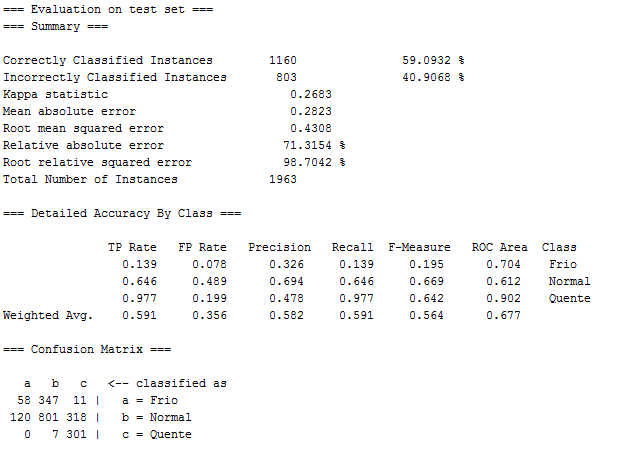 === Evaluation on test set ===
=== Summary ===
Correctly Classified Instances 1160 59.0932 %
Incorrectly Classified Instances 803 40.9068 %
Kappa statistic 0.2683
Mean absolute error 0.2823
Root mean squared error 0.4308
Relative absolute error 71.3154 %
Root relative squared error 98.7042 %
Total Number of Instances 1963
=== Detailed Accuracy By Class ===
TP Rate FP Rate Precision Recall F-Measure ROC Area Class
0.139 0.078 0.326 0.139 0.195 0.704 Frio
0.646 0.489 0.694 0.646 0.669 0.612 Normal
0.977 0.199 0.478 0.977 0.642 0.902 Quente
Weighted Avg. 0.591 0.356 0.582 0.591 0.564 0.677
=== Confusion Matrix ===
a b c <-- classified as
58 347 11 | a = Frio
120 801 318 | b = Normal
0 7 301 | c = Quente